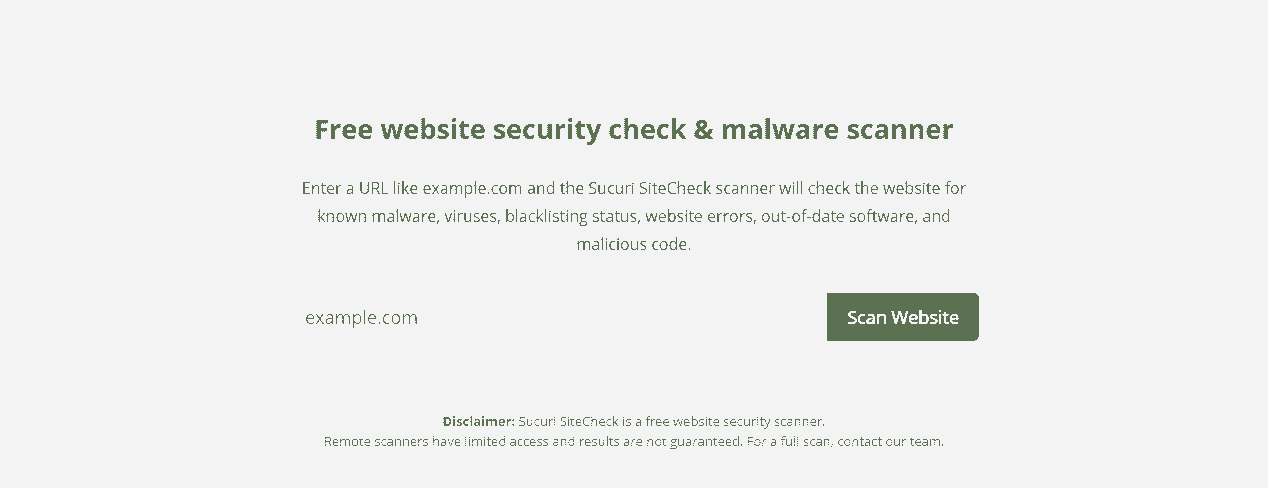 Free website security check & malware scanner
Enter a URL like example.com and the Sucuri SiteCheck scanner will check the website for
known malware, viruses, blacklisting status, website errors, out-of-date software, and
malicious code.
example.com
Scan Website
Disclaimer: Sucuri SiteCheck is a free website security scanner.
Remote scanners have limited access and results are not guaranteed. For a full scan, contact our team.